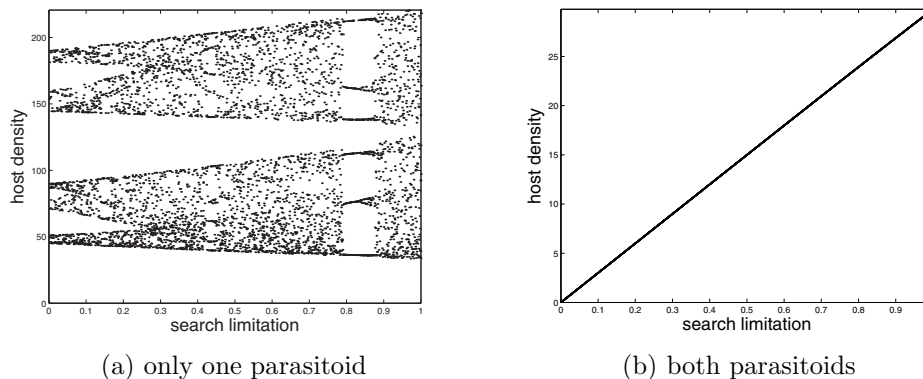 200
150
100
50
0
host density
0 0.1 0.2 0.3 0.4 0.5 0.6 0.7 0.8 0.9 1
search limitation
(a) only one parasitoid
25
20
15
10
5
0
host density
0 0.1 0.2 0.3 0.4 0.5 0.6 0.7 0.8 0.9
search limitation
(b) both parasitoids